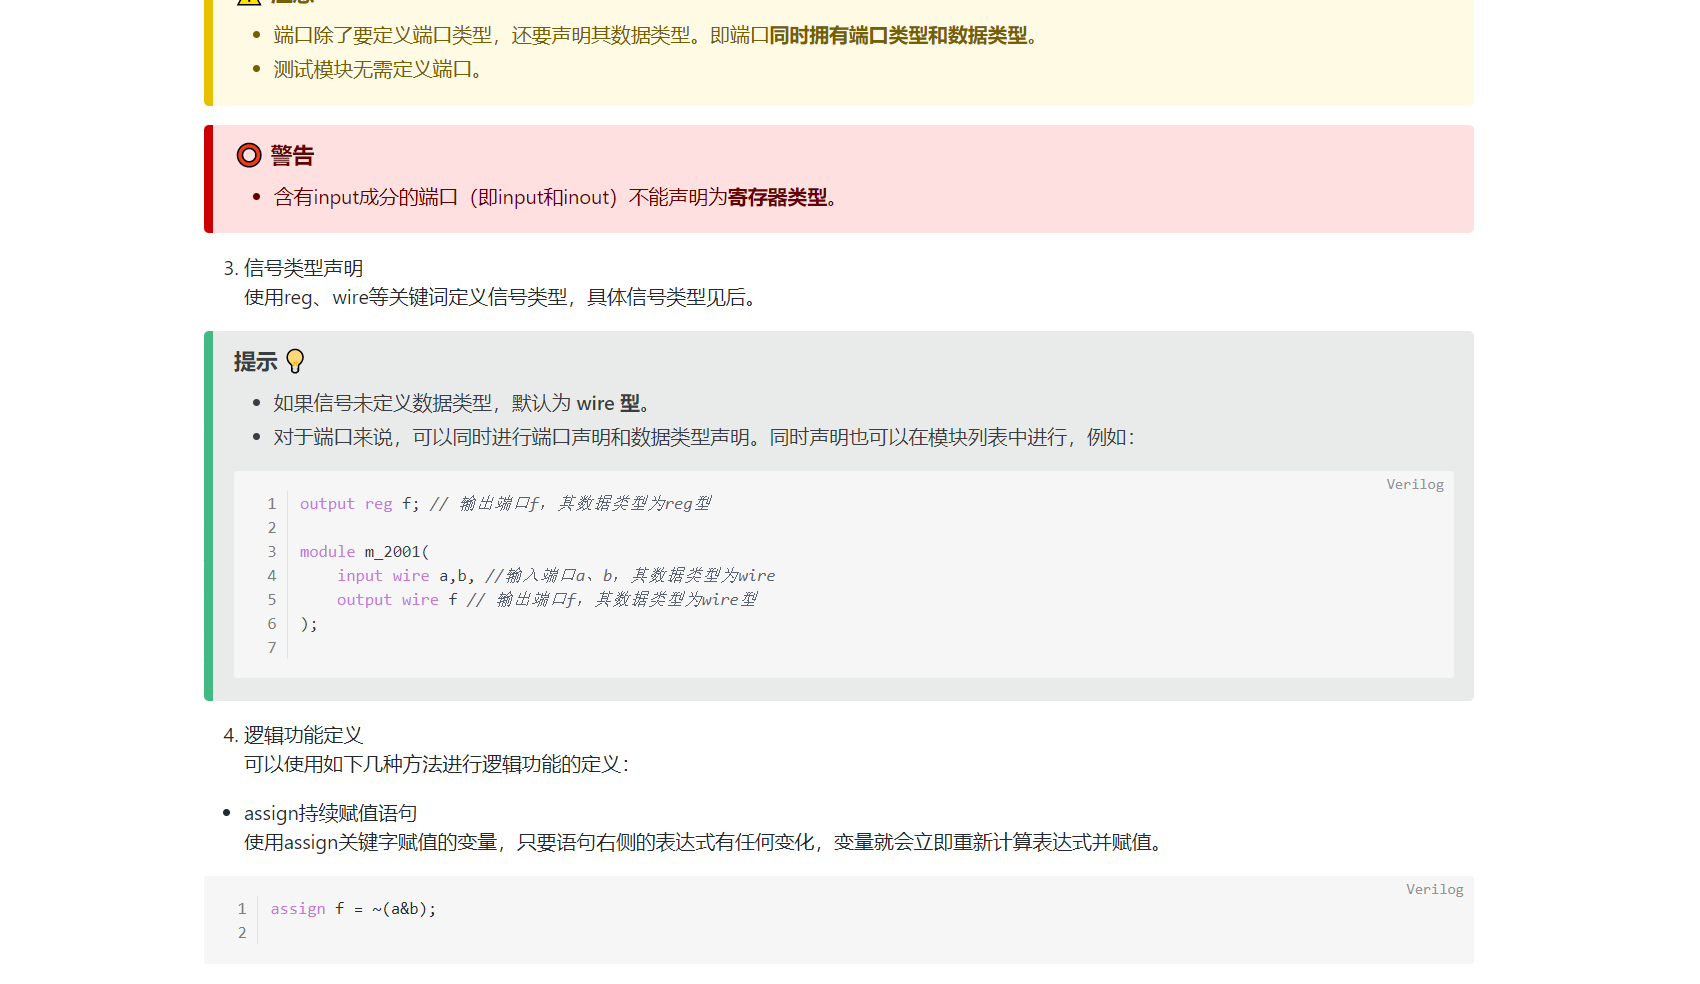 端口除了要定义端口类型，还要声明其数据类型。即端口同时拥有端口类型和数据类型。
测试模块无需定义端口。
警告
含有input成分的端口（即input和inout）不能声明为寄存器类型。
3. 信号类型声明
使用reg、wire等关键词定义信号类型，具体信号类型见后。
提示
如果信号未定义数据类型，默认为 wire 型。
对于端口来说，可以同时进行端口声明和数据类型声明。同时声明也可以在模块列表中进行，例如：
Verilog
1 output reg f; // 输出端口f，其数据类型为reg型
2
3 module m_2001(
4     input wire a,b, //输入端口a、b，其数据类型为wire
5     output wire f // 输出端口f，其数据类型为wire型
6 );
7
4. 逻辑功能定义
可以使用如下几种方法进行逻辑功能的定义：
assign持续赋值语句
使用assign关键字赋值的变量，只要语句右侧的表达式有任何变化，变量就会立即重新计算表达式并赋值。
Verilog
1 assign f = ~(a&b);
2